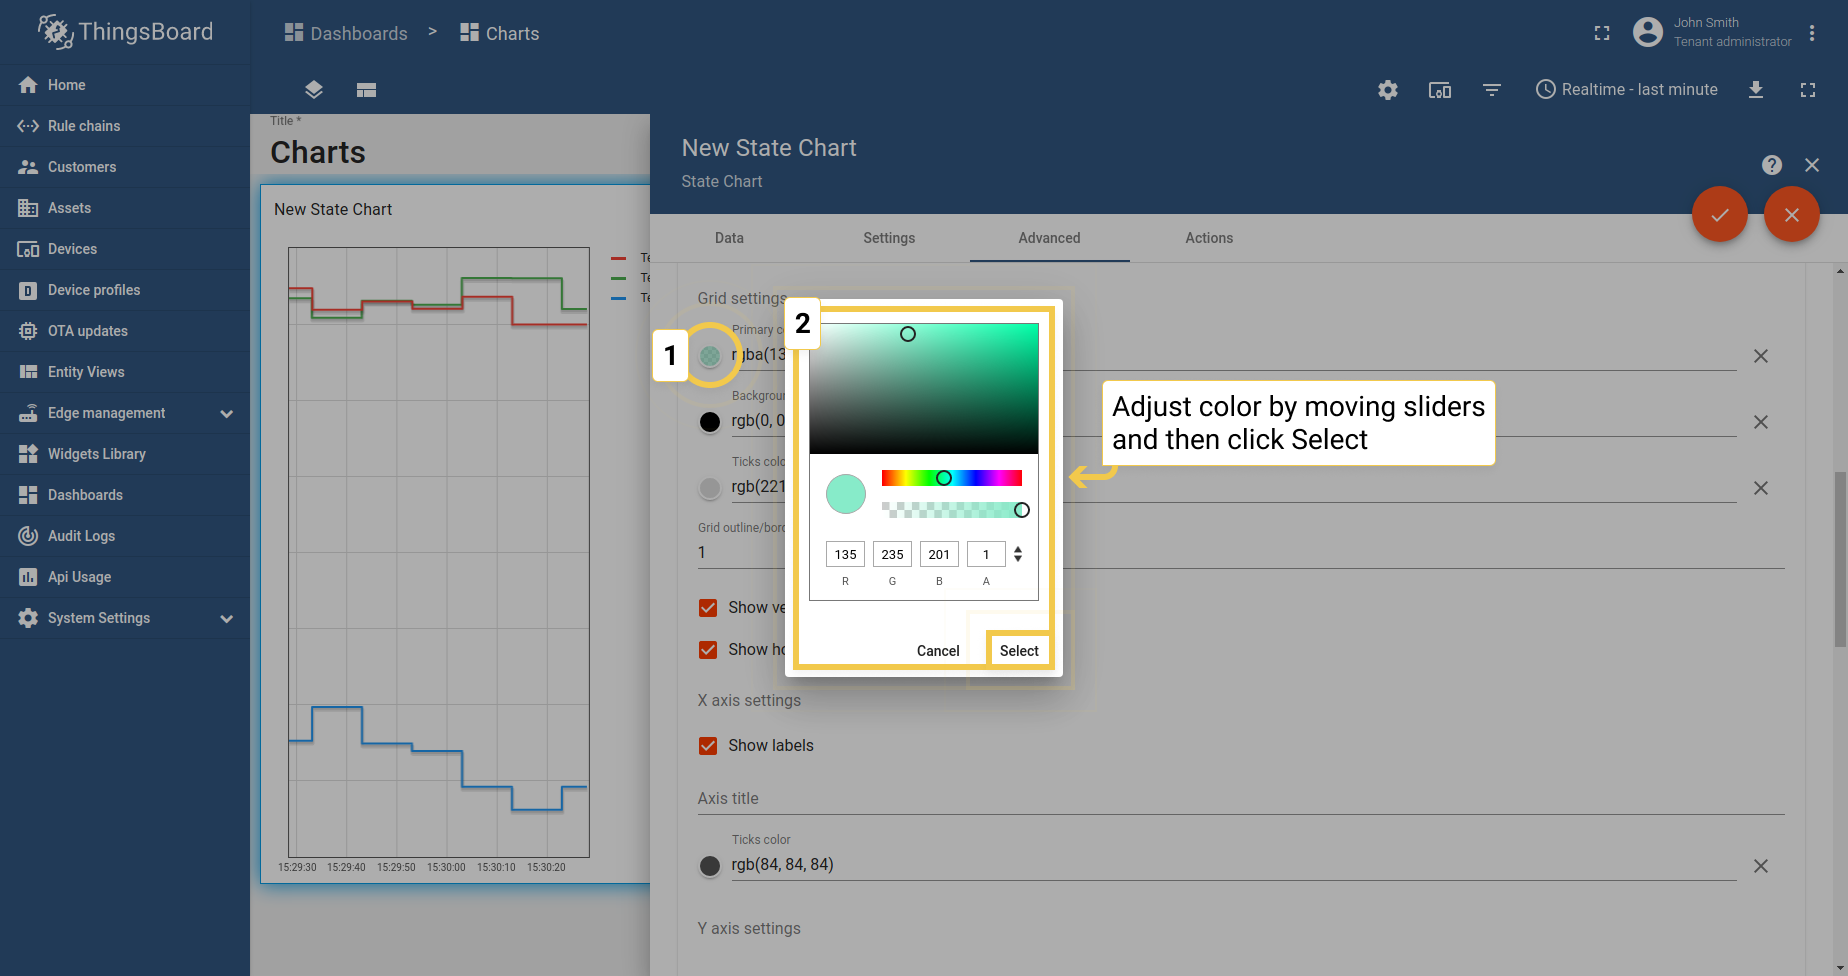 ThingsBoard
Dashboards > Charts
John Smith
Tenant administrator
Realtime - last minute
Home
Rule chains
Customers
Assets
Devices
Device profiles
OTA updates
Entity Views
Edge management
Widgets Library
Dashboards
Audit Logs
Api Usage
System Settings
Title *
Charts
New State Chart
Te
Te
Te
15:29:30 15:29:40 15:29:50 15:30:00 15:30:10 15:30:20
New State Chart
State Chart
Data Settings Advanced Actions
Grid settings
Primary c
rgba(13
1
2
rgb(0, 0
Ticks colo
rgb(221
Grid outline/bord
1
Show ve
Show ho
135 235 201 1
R G B A
Cancel Select
Adjust color by moving sliders
and then click Select
X axis settings
Show labels
Axis title
Ticks color
rgb(84, 84, 84)
Y axis settings